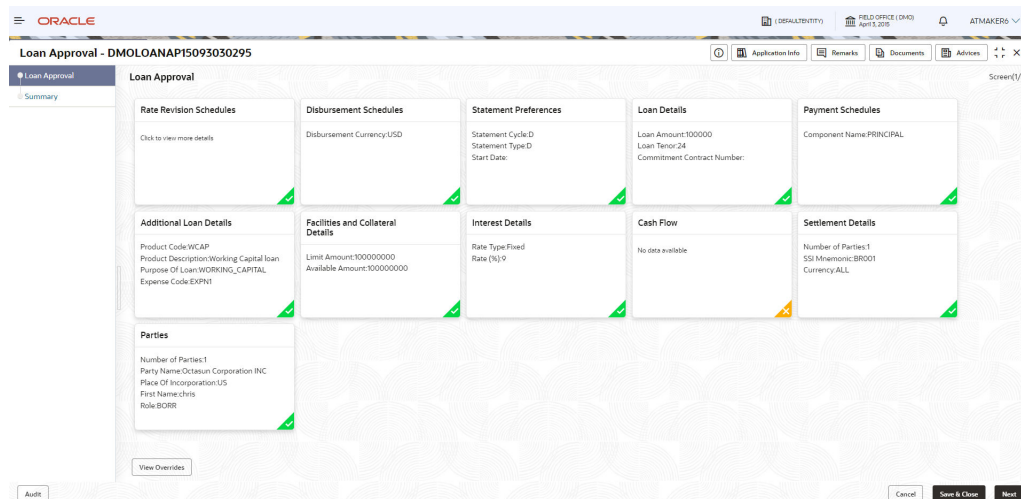 ORACLE
( DEFAULTENTITY)
FIELD OFFICE ( DMO)
April 3, 2015
ATMAKER6
Loan Approval - DMOLOANAP15093030295
Application Info
Remarks
Documents
Advices
Loan Approval
Summary
Loan Approval
Screen(1/
Rate Revision Schedules
Click to view more details
Disbursement Schedules
Disbursement Currency:USD
Statement Preferences
Statement Cycle:D
Statement Type:D
Start Date:
Loan Details
Loan Amount:100000
Loan Tenor:24
Commitment Contract Number:
Payment Schedules
Component Name:PRINCIPAL
Additional Loan Details
Product Code:WCAP
Product Description:Working Capital loan
Purpose Of Loan:WORKING_CAPITAL
Expense Code:EXPN1
Facilities and Collateral
Details
Limit Amount:100000000
Available Amount:100000000
Interest Details
Rate Type:Fixed
Rate (%):9
Cash Flow
No data available
Settlement Details
Number of Parties:1
SSI Mnemonic:BR001
Currency:ALL
Parties
Number of Parties:1
Party Name:Octasun Corporation INC
Place Of Incorporation:US
First Name:chris
Role:BORR
View Overrides
Audit
Cancel
Save & Close
Next